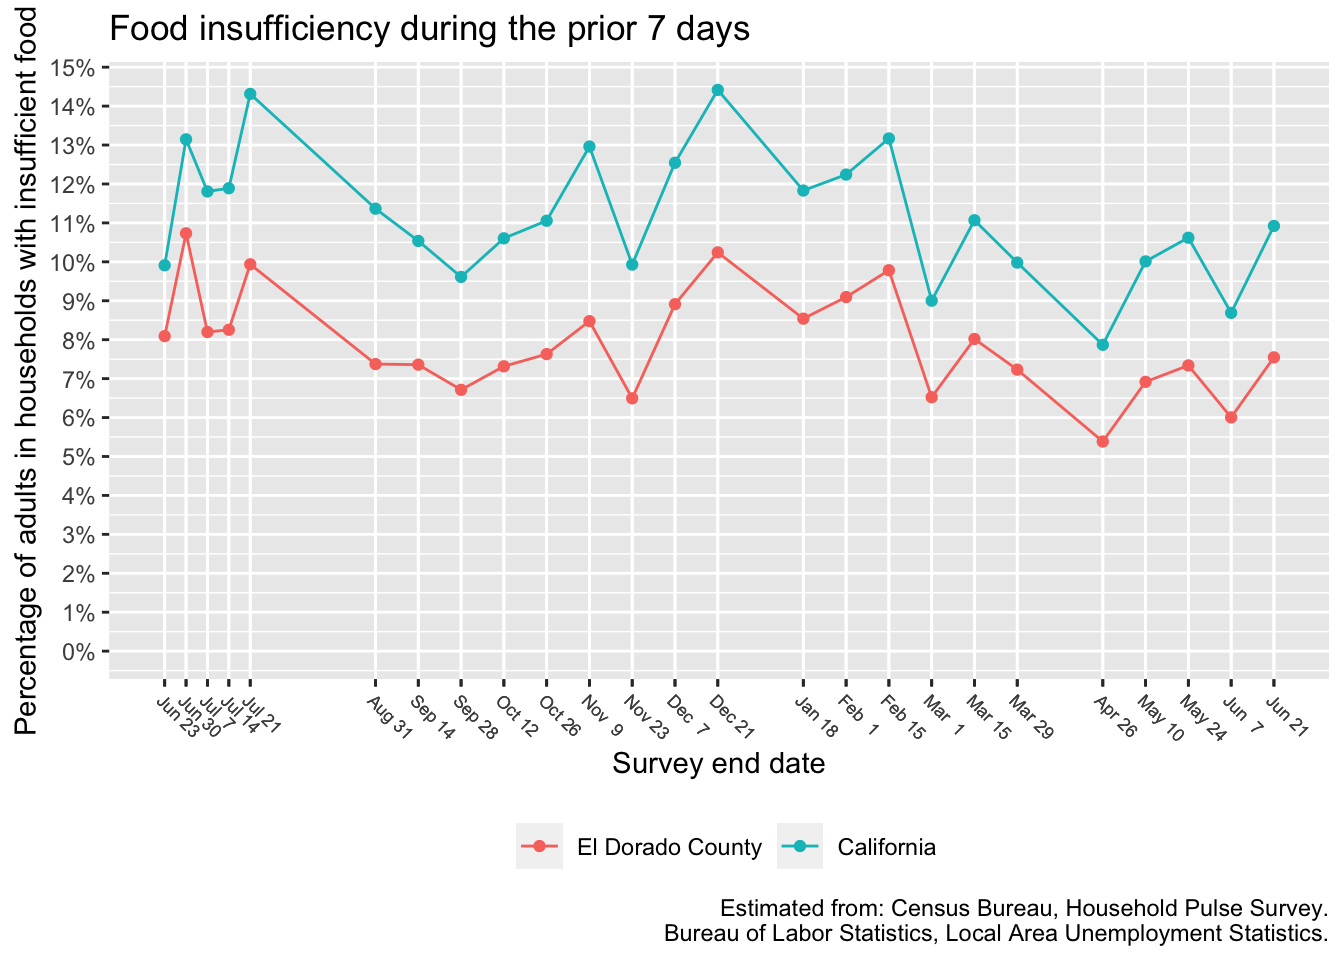 Food insufficiency during the prior 7 days
Percentage of adults in households with insufficient food
15%
14%
13%
12%
11%
10%
9%
8%
7%
6%
5%
4%
3%
2%
1%
0%
Jun 23
Jun 30
Jul 7
Jul 14
Jul 21
Aug 31
Sep 14
Sep 28
Oct 12
Oct 26
Nov 9
Nov 23
Dec 7
Dec 21
Jan 18
Feb 1
Feb 15
Mar 1
Mar 15
Mar 29
Apr 26
May 10
May 24
Jun 7
Jun 21
Survey end date
El Dorado County
California
Estimated from: Census Bureau, Household Pulse Survey.
Bureau of Labor Statistics, Local Area Unemployment Statistics.